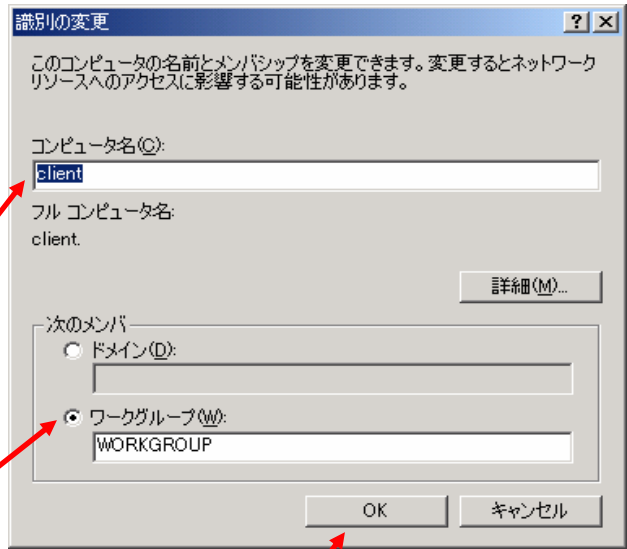 識別の変更
このコンピュータの名前とメンバシップを変更できます。変更するとネットワーク
リソースへのアクセスに影響する可能性があります。
コンピュータ名(C):
client
フル コンピュータ名:
client.
詳細(M)...
次のメンバ
ドメイン(D):
ワークグループ(W):
WORKGROUP
OK
キャンセル